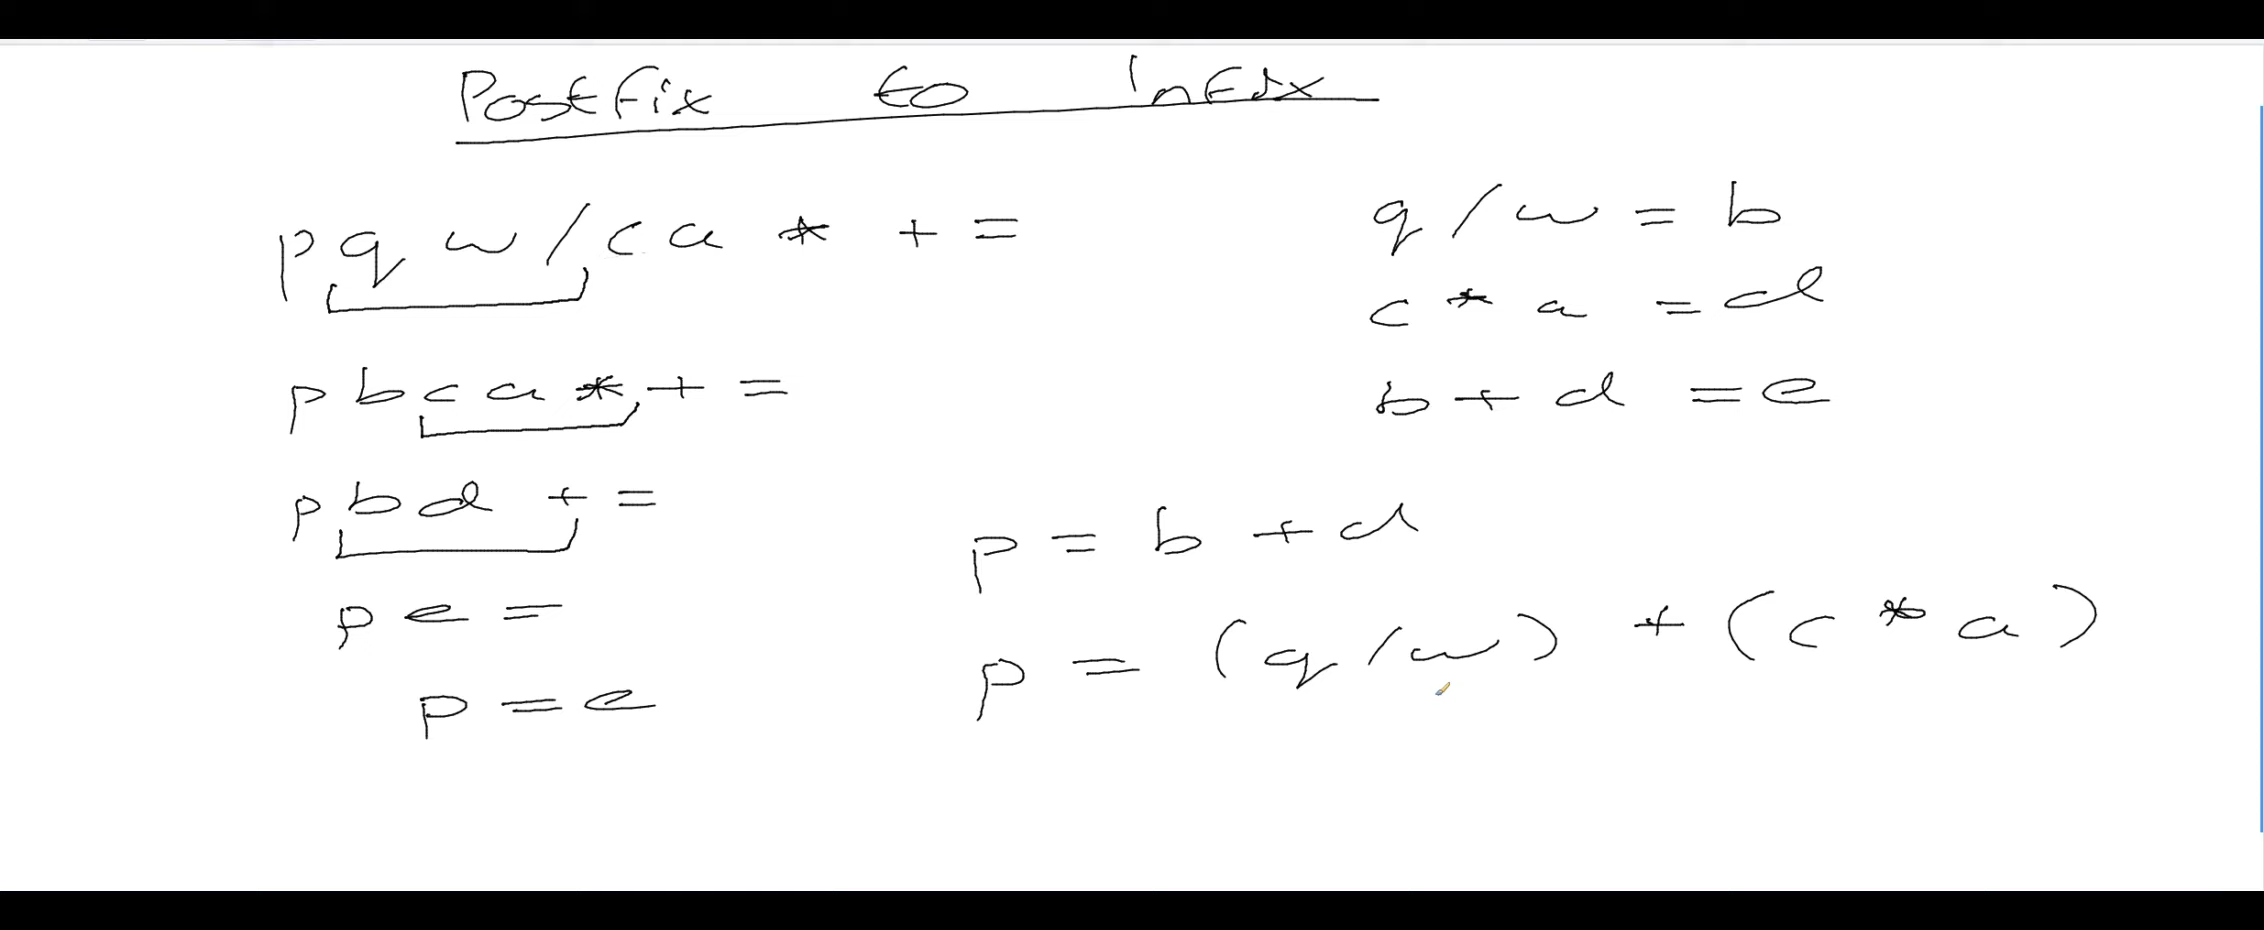 Postfix to infix
p q w / c a * + =
p b c a * + =
p b d + =
p e =
p = e
q / w = b
c * a = d
b + d = e
p = b + d
p = (q / w) + (c * a)